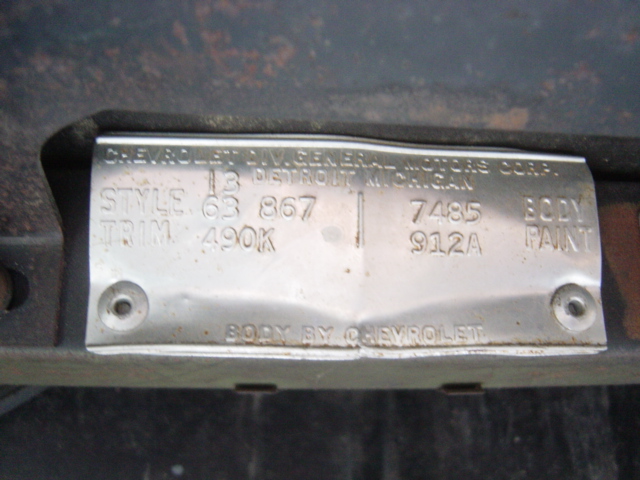 CHEVROLET DIV. GENERAL MOTORS CORP.
13 DETROIT MICHIGAN
STYLE 63 867 | 7485 BODY
TRIM 490K 912A PAINT
BODY BY CHEVROLET